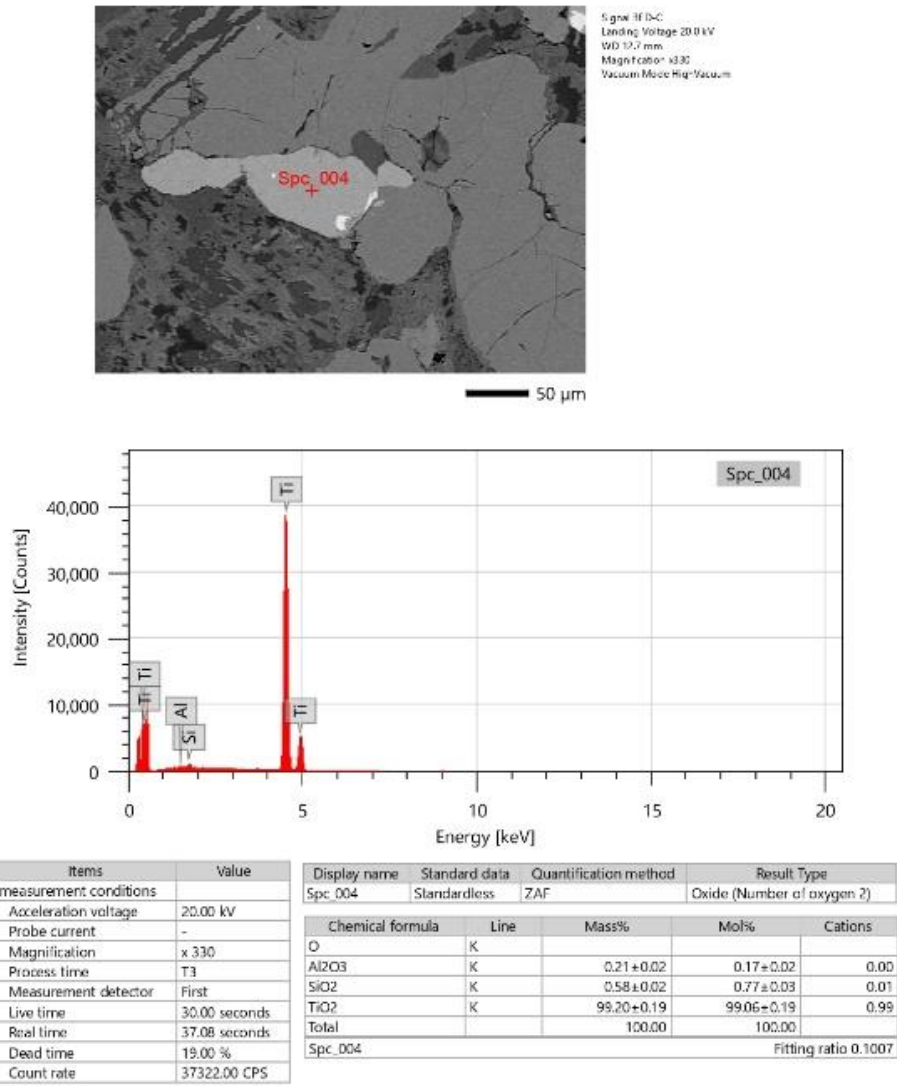 Landing Voltage 20.0 kV
WD 12.7 mm
Magnification x330
Vacuum Mode High Vacuum
Spc_004
50 µm
Spc_004
Intensity [Counts]
40,000
30,000
20,000
10,000
0
Ti
Ti
Ti
Al
Si
Ti
0 5 10 15 20
Energy [keV]
Items Value
measurement conditions
Acceleration voltage 20.00 kV
Probe current -
Magnification x 330
Process time T3
Measurement detector First
Live time 30.00 seconds
Real time 37.08 seconds
Dead time 19.00 %
Count rate 37322.00 CPS
Display name Standard data Quantification method Result Type
Spc_004 Standardless ZAF Oxide (Number of oxygen 2)
Chemical formula Line Mass% Mol% Cations
O K
Al2O3 K 0.21±0.02 0.17±0.02 0.00
SiO2 K 0.58±0.02 0.77±0.03 0.01
TiO2 K 99.20±0.19 99.06±0.19 0.99
Total 100.00 100.00
Spc_004 Fitting ratio 0.1007